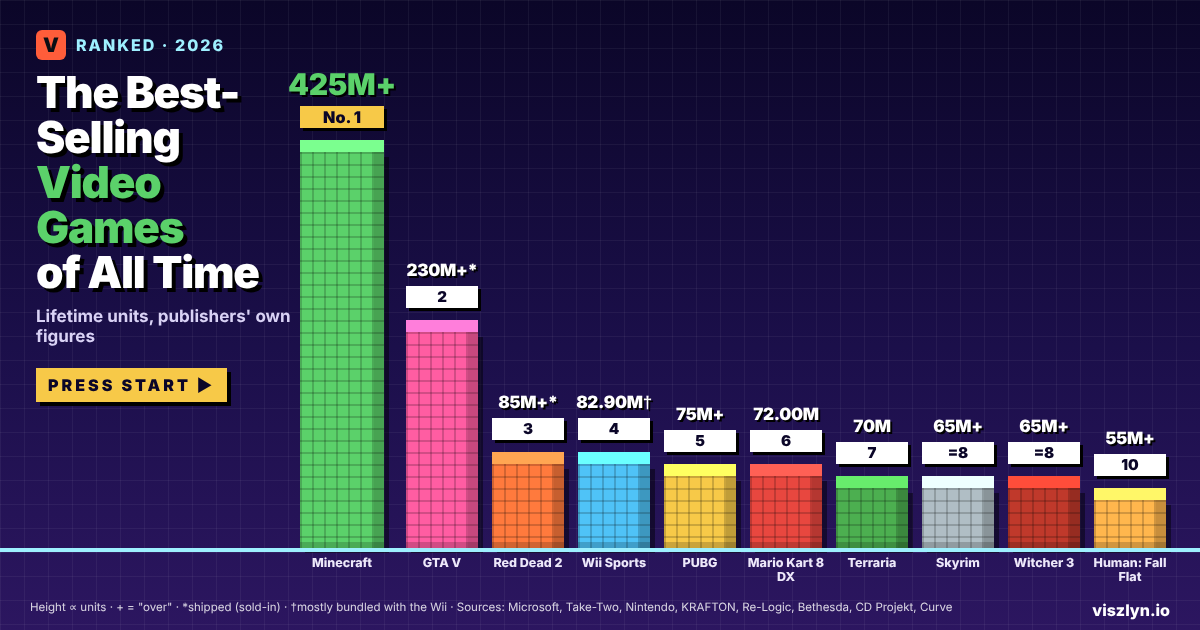 V RANKED · 2026
The Best-
Selling
Video
Games
of All Time
Lifetime units, publishers' own
figures
PRESS START ▶
425M+
No. 1
230M+*
2
85M+*
3
82.90M†
4
75M+
5
72.00M
6
70M
7
65M+
=8
65M+
=8
55M+
10
Minecraft
GTA V
Red Dead 2
Wii Sports
PUBG
Mario Kart 8
DX
Terraria
Skyrim
Witcher 3
Human: Fall
Flat
Height ∝ units · + = "over" · *shipped (sold-in) · †mostly bundled with the Wii · Sources: Microsoft, Take-Two, Nintendo, KRAFTON, Re-Logic, Bethesda, CD Projekt, Curve
viszlyn.io